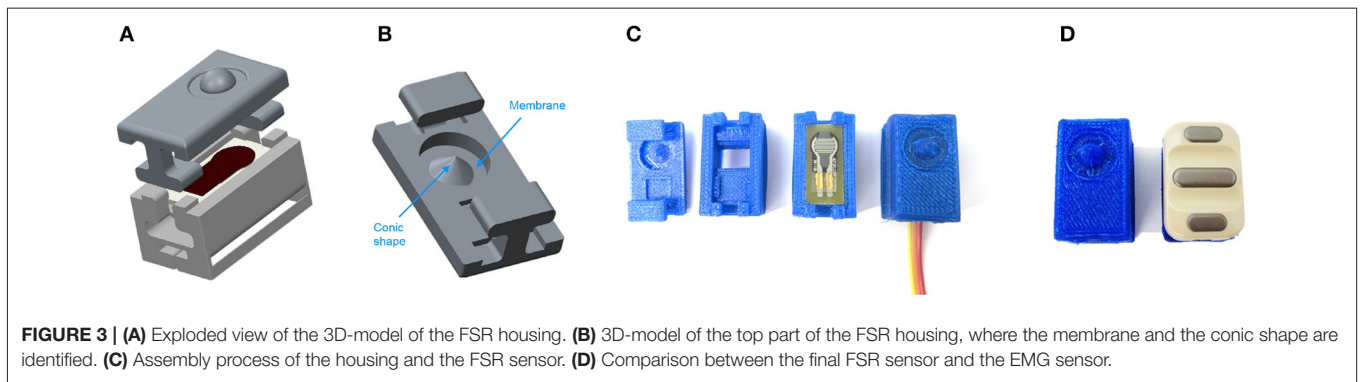 A
B
C
D
Membrane
Conic
shape
FIGURE 3 | (A) Exploded view of the 3D-model of the FSR housing. (B) 3D-model of the top part of the FSR housing, where the membrane and the conic shape are
identified. (C) Assembly process of the housing and the FSR sensor. (D) Comparison between the final FSR sensor and the EMG sensor.